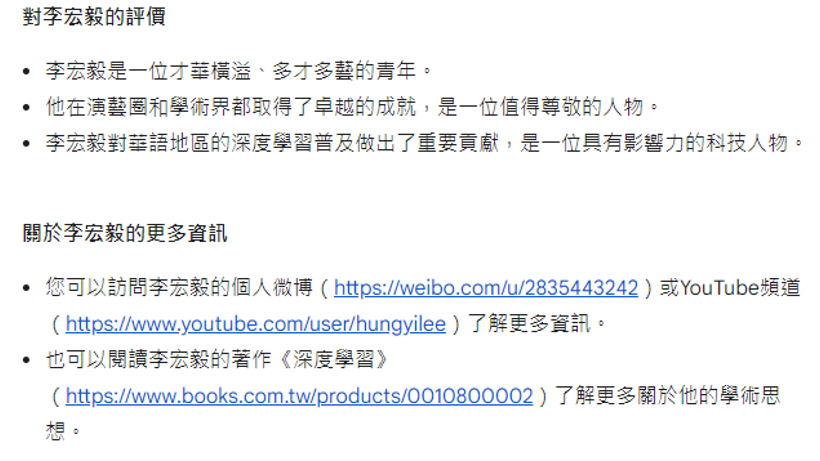 對李宏毅的評價
• 李宏毅是一位才華橫溢、多才多藝的青年。
• 他在演藝圈和學術界都取得了卓越的成就，是一位值得尊敬的人物。
• 李宏毅對華語地區的深度學習普及做出了重要貢獻，是一位具有影響力的科技人物。
關於李宏毅的更多資訊
• 您可以訪問李宏毅的個人微博（https://weibo.com/u/2835443242）或YouTube頻道
（https://www.youtube.com/user/hungyilee）了解更多資訊。
• 也可以閱讀李宏毅的著作《深度學習》
（https://www.books.com.tw/products/0010800002）了解更多關於他的學術思
想。